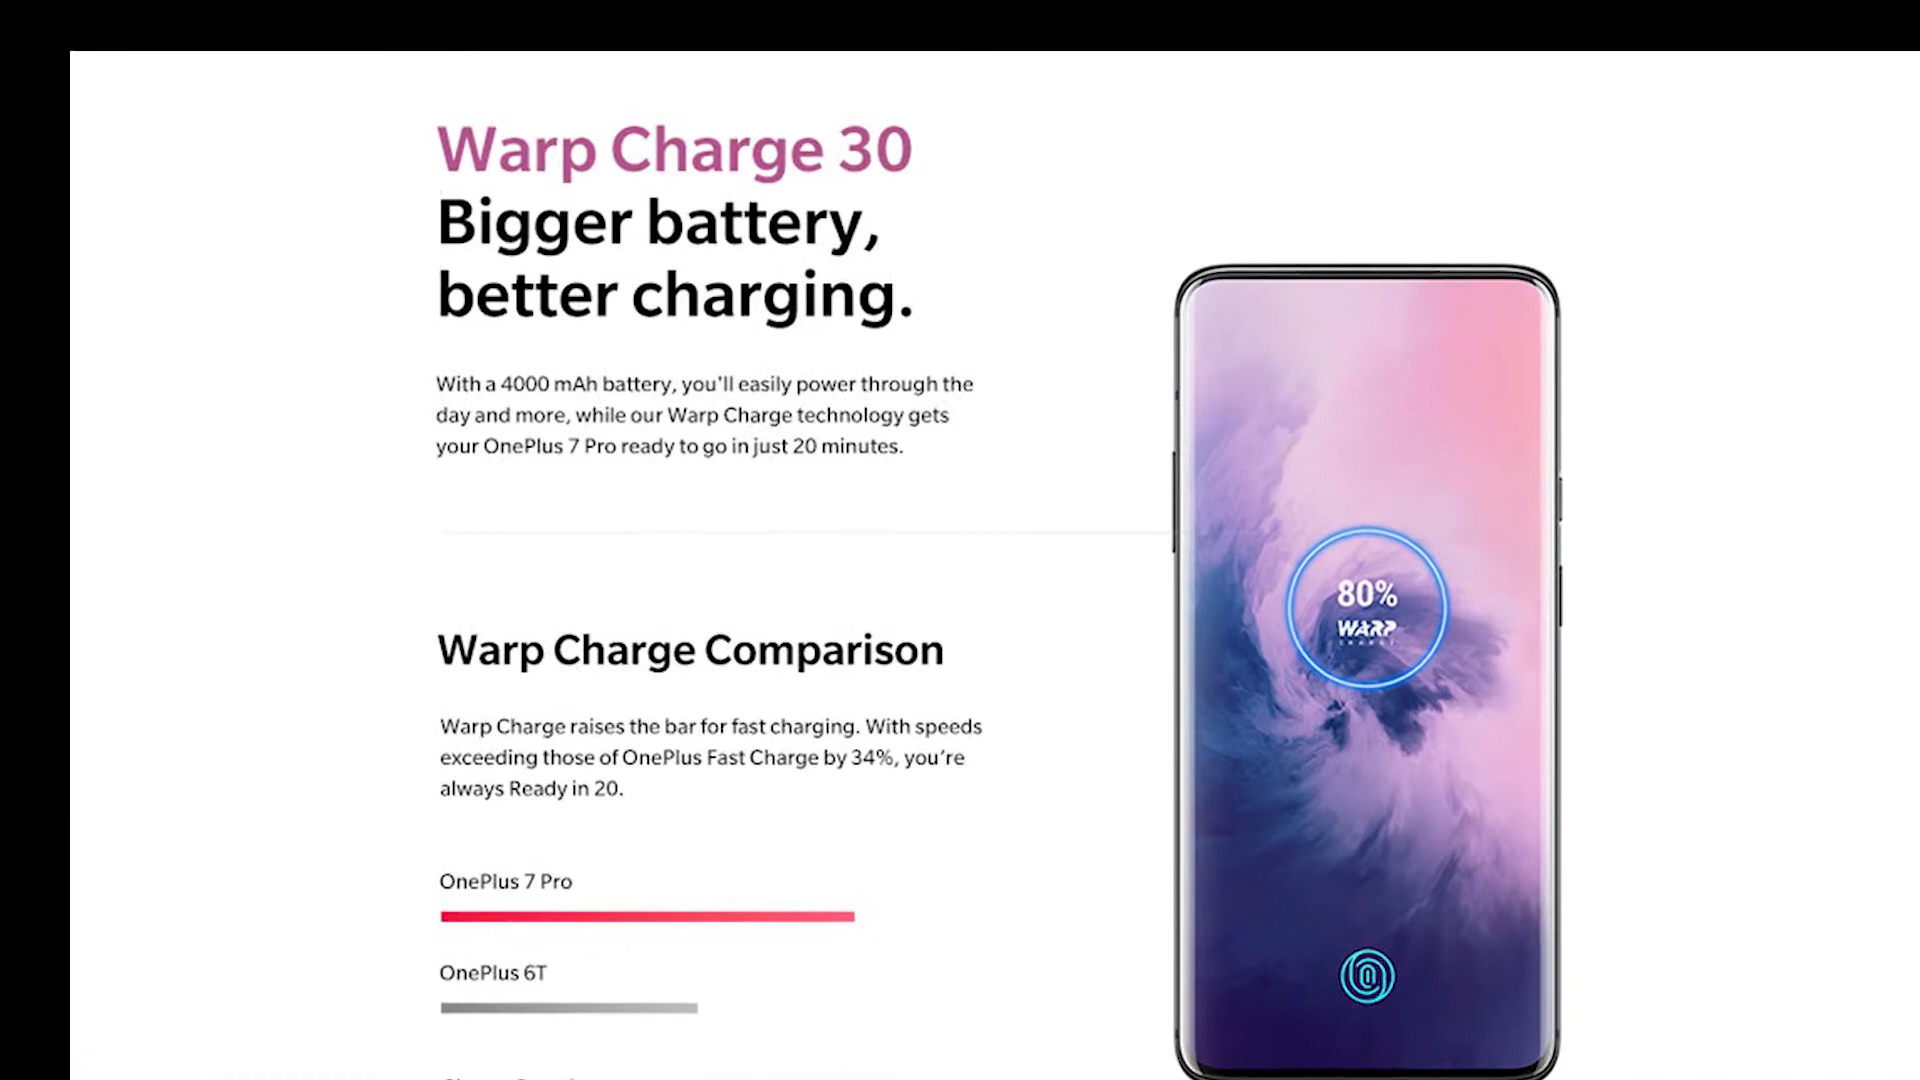 Warp Charge 30
Bigger battery,
better charging.
With a 4000 mAh battery, you'll easily power through the
day and more, while our Warp Charge technology gets
your OnePlus 7 Pro ready to go in just 20 minutes.
80%
WARP
CHARGE
Warp Charge Comparison
Warp Charge raises the bar for fast charging. With speeds
exceeding those of OnePlus Fast Charge by 34%, you’re
always Ready in 20.
OnePlus 7 Pro
OnePlus 6T